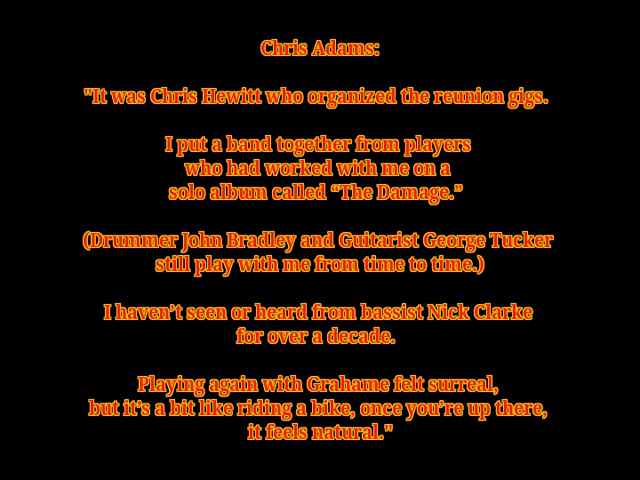 Chris Adams:
"It was Chris Hewitt who organized the reunion gigs.
I put a band together from players
who had worked with me on a
solo album called “The Damage.”
(Drummer John Bradley and Guitarist George Tucker
still play with me from time to time.)
I haven’t seen or heard from bassist Nick Clarke
for over a decade.
Playing again with Grahame felt surreal,
but it’s a bit like riding a bike, once you’re up there,
it feels natural."